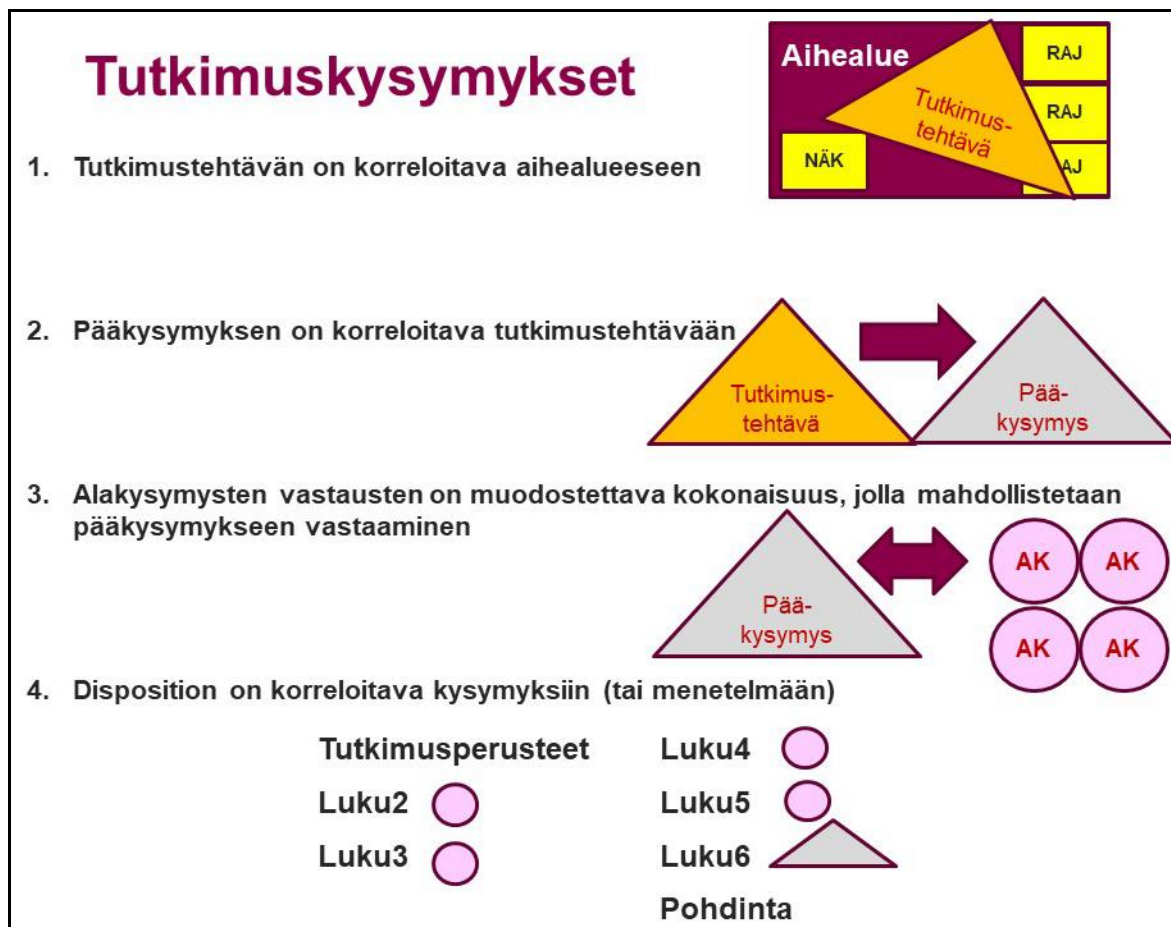 Tutkimuskysymykset
Aihealue
RAJ
RAJ
AJ
NÄK
Tutkimus-
tehtävä
1. Tutkimustehtävän on korreloitava aihealueeseen
2. Pääkysymyksen on korreloitava tutkimustehtävään
Tutkimus-
tehtävä
Pää-
kysymys
3. Alakysymysten vastausten on muodostettava kokonaisuus, jolla mahdollistetaan
pääkysymykseen vastaaminen
Pää-
kysymys
AK AK
AK AK
4. Disposition on korreloitava kysymyksiin (tai menetelmään)
Tutkimusperusteet
Luku2
Luku3
Luku4
Luku5
Luku6
Pohdinta